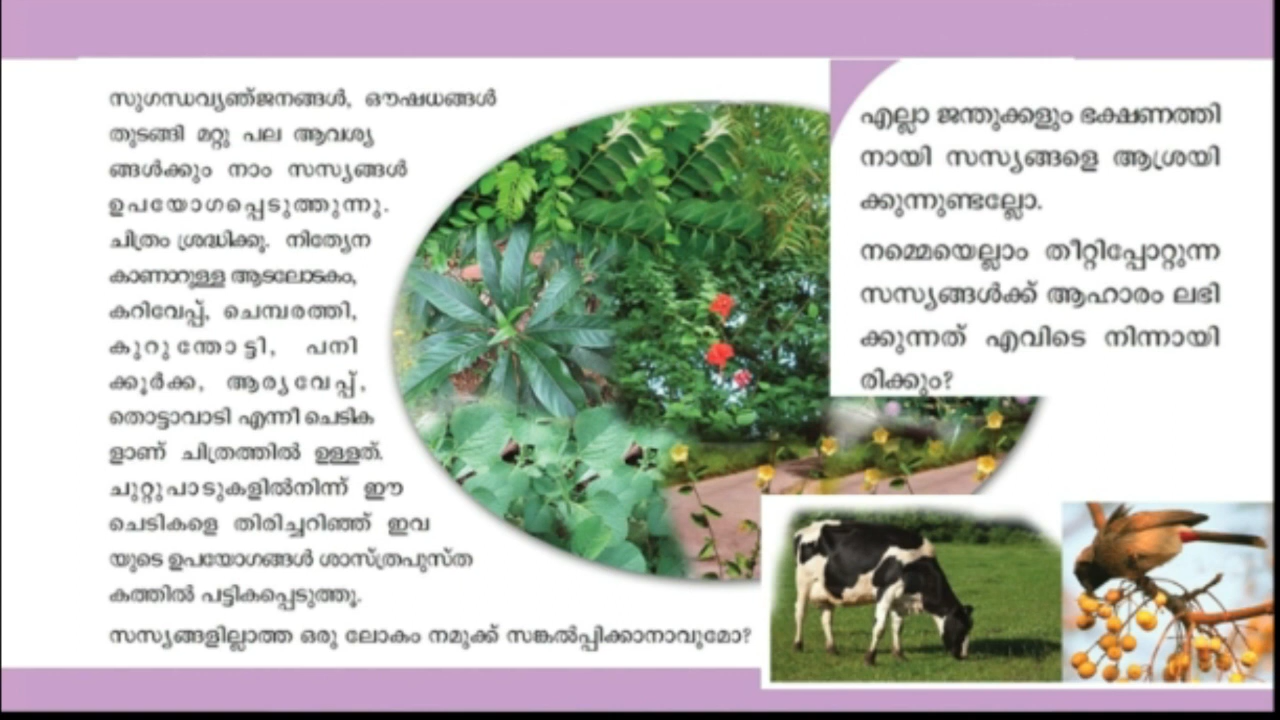 സുഗന്ധവ്യഞ്ജനങ്ങൾ, ഔഷധങ്ങൾ
തുടങ്ങി മറ്റു പല ആവശ്യ
ങ്ങൾക്കും നാം സസ്യങ്ങൾ
ഉപയോഗപ്പെടുത്തുന്നു.
ചിത്രം ശ്രദ്ധിക്കൂ. നിത്യേന
കാണാറുള്ള ആടലോടകം,
കറിവേപ്പ്, ചെമ്പരത്തി,
കുറുന്തോട്ടി, പനി
ക്കൂർക്ക, ആര്യവേപ്പ്,
തൊട്ടാവാടി എന്നീ ചെടിക
ളാണ് ചിത്രത്തിൽ ഉള്ളത്.
ചുറ്റുപാടുകളിൽനിന്ന് ഈ
ചെടികളെ തിരിച്ചറിഞ്ഞ് ഇവ
യുടെ ഉപയോഗങ്ങൾ ശാസ്ത്രപുസ്ത
കത്തിൽ പട്ടികപ്പെടുത്തൂ.
സസ്യങ്ങളില്ലാത്ത ഒരു ലോകം നമുക്ക് സങ്കൽപ്പിക്കാനാവുമോ?
എല്ലാ ജന്തുക്കളും ഭക്ഷണത്തി
നായി സസ്യങ്ങളെ ആശ്രയി
ക്കുന്നുണ്ടല്ലോ.
നമ്മെയെല്ലാം തീറ്റിപ്പോറ്റുന്ന
സസ്യങ്ങൾക്ക് ആഹാരം ലഭി
ക്കുന്നത് എവിടെ നിന്നായി
രിക്കും?